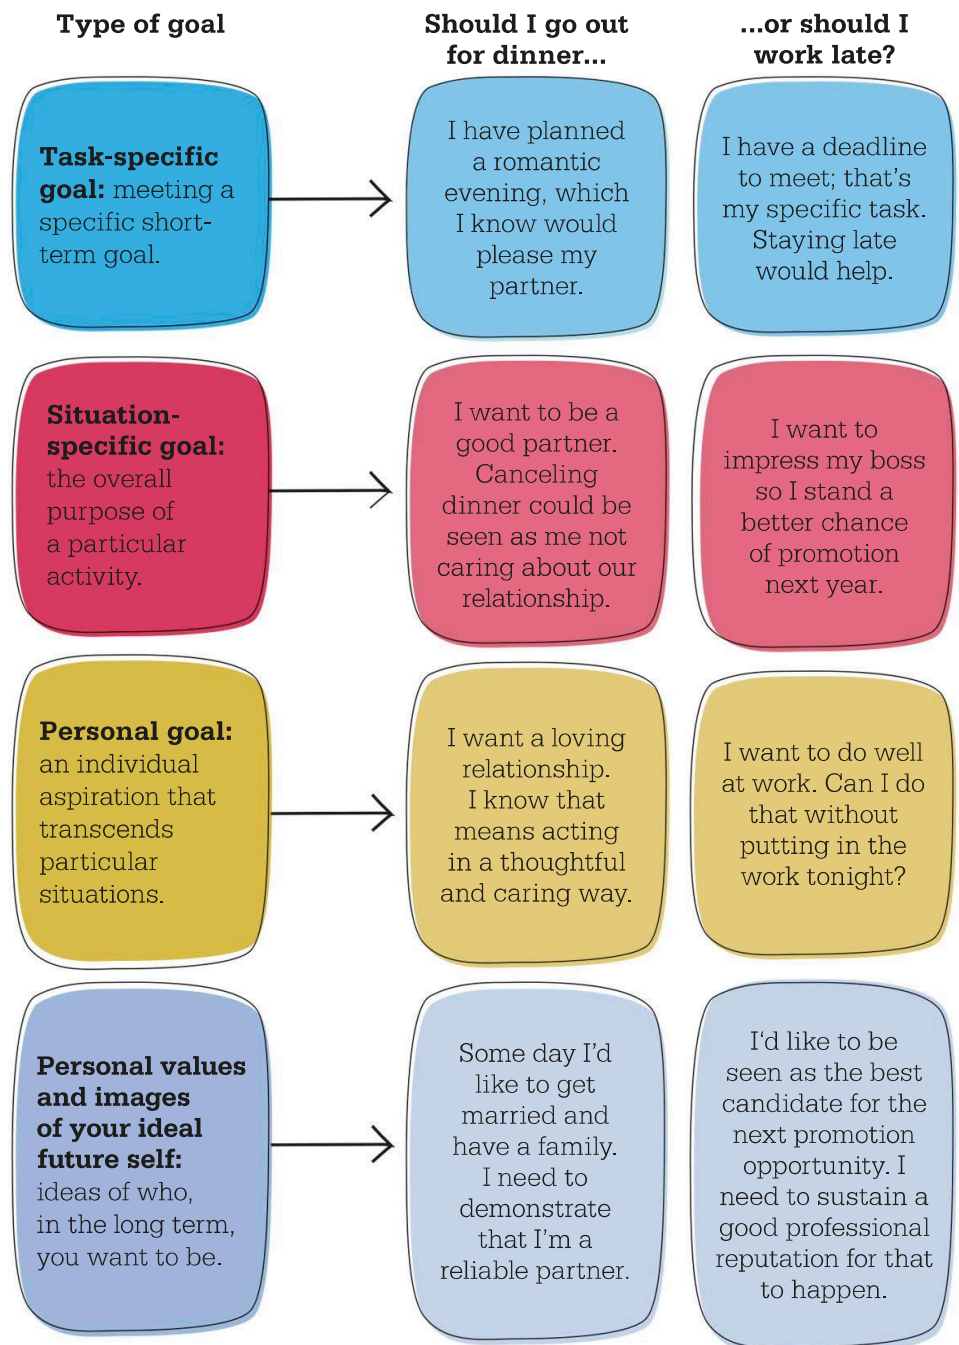 Type of goal
Should I go out
for dinner...
...or should I
work late?
Task-specific
goal: meeting a
specific short-
term goal.
I have planned
a romantic
evening, which
I know would
please my
partner.
I have a deadline
to meet; that's
my specific task.
Staying late
would help.
Situation-
specific goal:
the overall
purpose of
a particular
activity.
I want to be a
good partner.
Canceling
dinner could be
seen as me not
caring about our
relationship.
I want to
impress my boss
so I stand a
better chance
of promotion
next year.
Personal goal:
an individual
aspiration that
transcends
particular
situations.
I want a loving
relationship.
I know that
means acting
in a thoughtful
and caring way.
I want to do well
at work. Can I do
that without
putting in the
work tonight?
Personal values
and images
of your ideal
future self:
ideas of who,
in the long term,
you want to be.
Some day I'd
like to get
married and
have a family.
I need to
demonstrate
that I'm a
reliable partner.
I‘d like to be
seen as the best
candidate for the
next promotion
opportunity. I
need to sustain a
good professional
reputation for that
to happen.